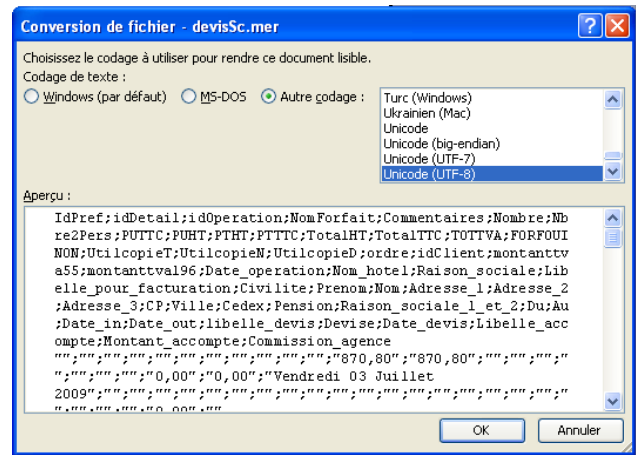 Conversion de fichier - devisSc.mer
Choisissez le codage à utiliser pour rendre ce document lisible.
Codage de texte :
Windows (par défaut) MS-DOS Autre codage :
Turc (Windows)
Ukrainien (Mac)
Unicode
Unicode (big-endian)
Unicode (UTF-7)
Unicode (UTF-8)
Aperçu :
IdPref;idDetail;idOperation;NomForfait;Commentaires;Nombre;Nb
re2Pers;PUTTC;PUHT;PTHT;PTTTC;TotalHT;TotalTTC;TOTTVA;FORFOUI
NON;UtilcopieT;UtilcopieN;UtilcopieD;ordre;idClient;montanttv
a55;montanttva196;Date_operation;Nom_hotel;Raison_sociale;Lib
elle_pour_facturation;Civilite;Prenom;Nom;Adresse_1;Adresse_2
;Adresse_3;CP;Ville;Cedex;Pension;Raison_sociale_1_et_2;Du;Au
;Date_in;Date_out;libelle_devis;Devise;Date_devis;Libelle_acc
ompte;Montant_accompte;Commission_agence
"";"";"";"";"";"";"";"";"";"";"";"870,80";"870,80";"";"";"";"
";"";"";"";"0,00";"0,00";"Vendredi 03 Juillet
2009";"";"";"";"";"";"";"";"";"";"";"";"";"";"";"";"";"";"";"
";"";"";"";"0,00";""
OK Annuler